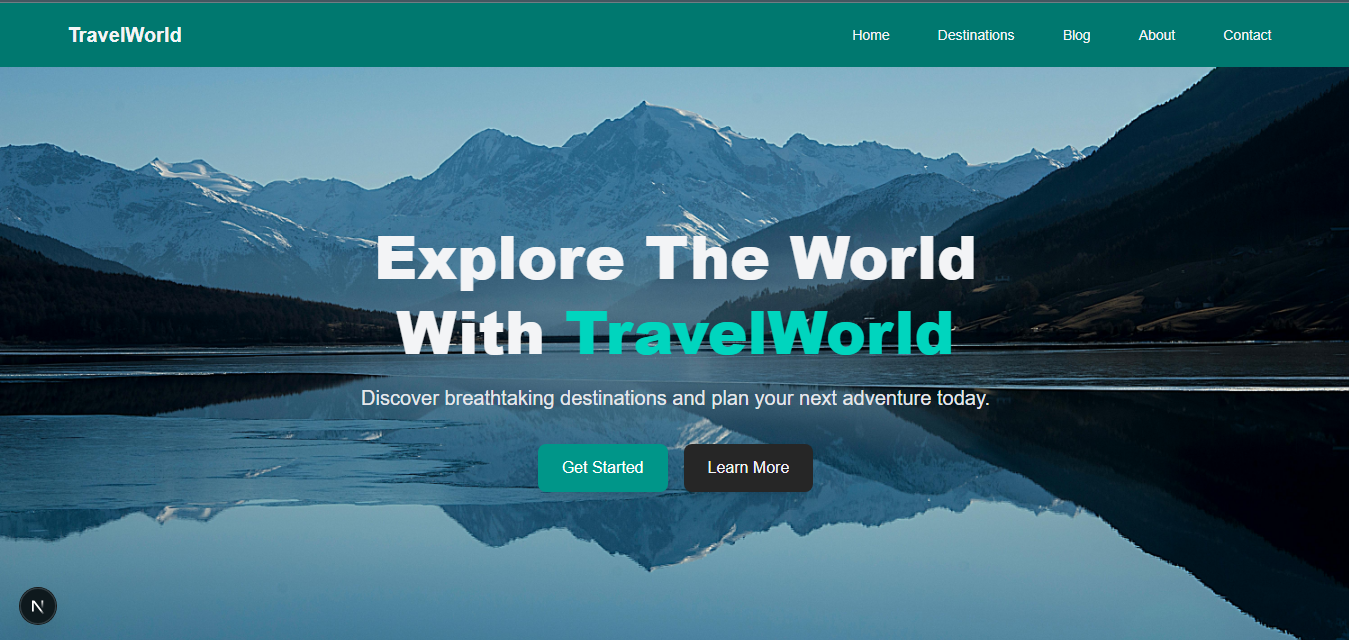 TravelWorld
Home
Destinations
Blog
About
Contact
Explore The World
With TravelWorld
Discover breathtaking destinations and plan your next adventure today.
Get Started
Learn More
N